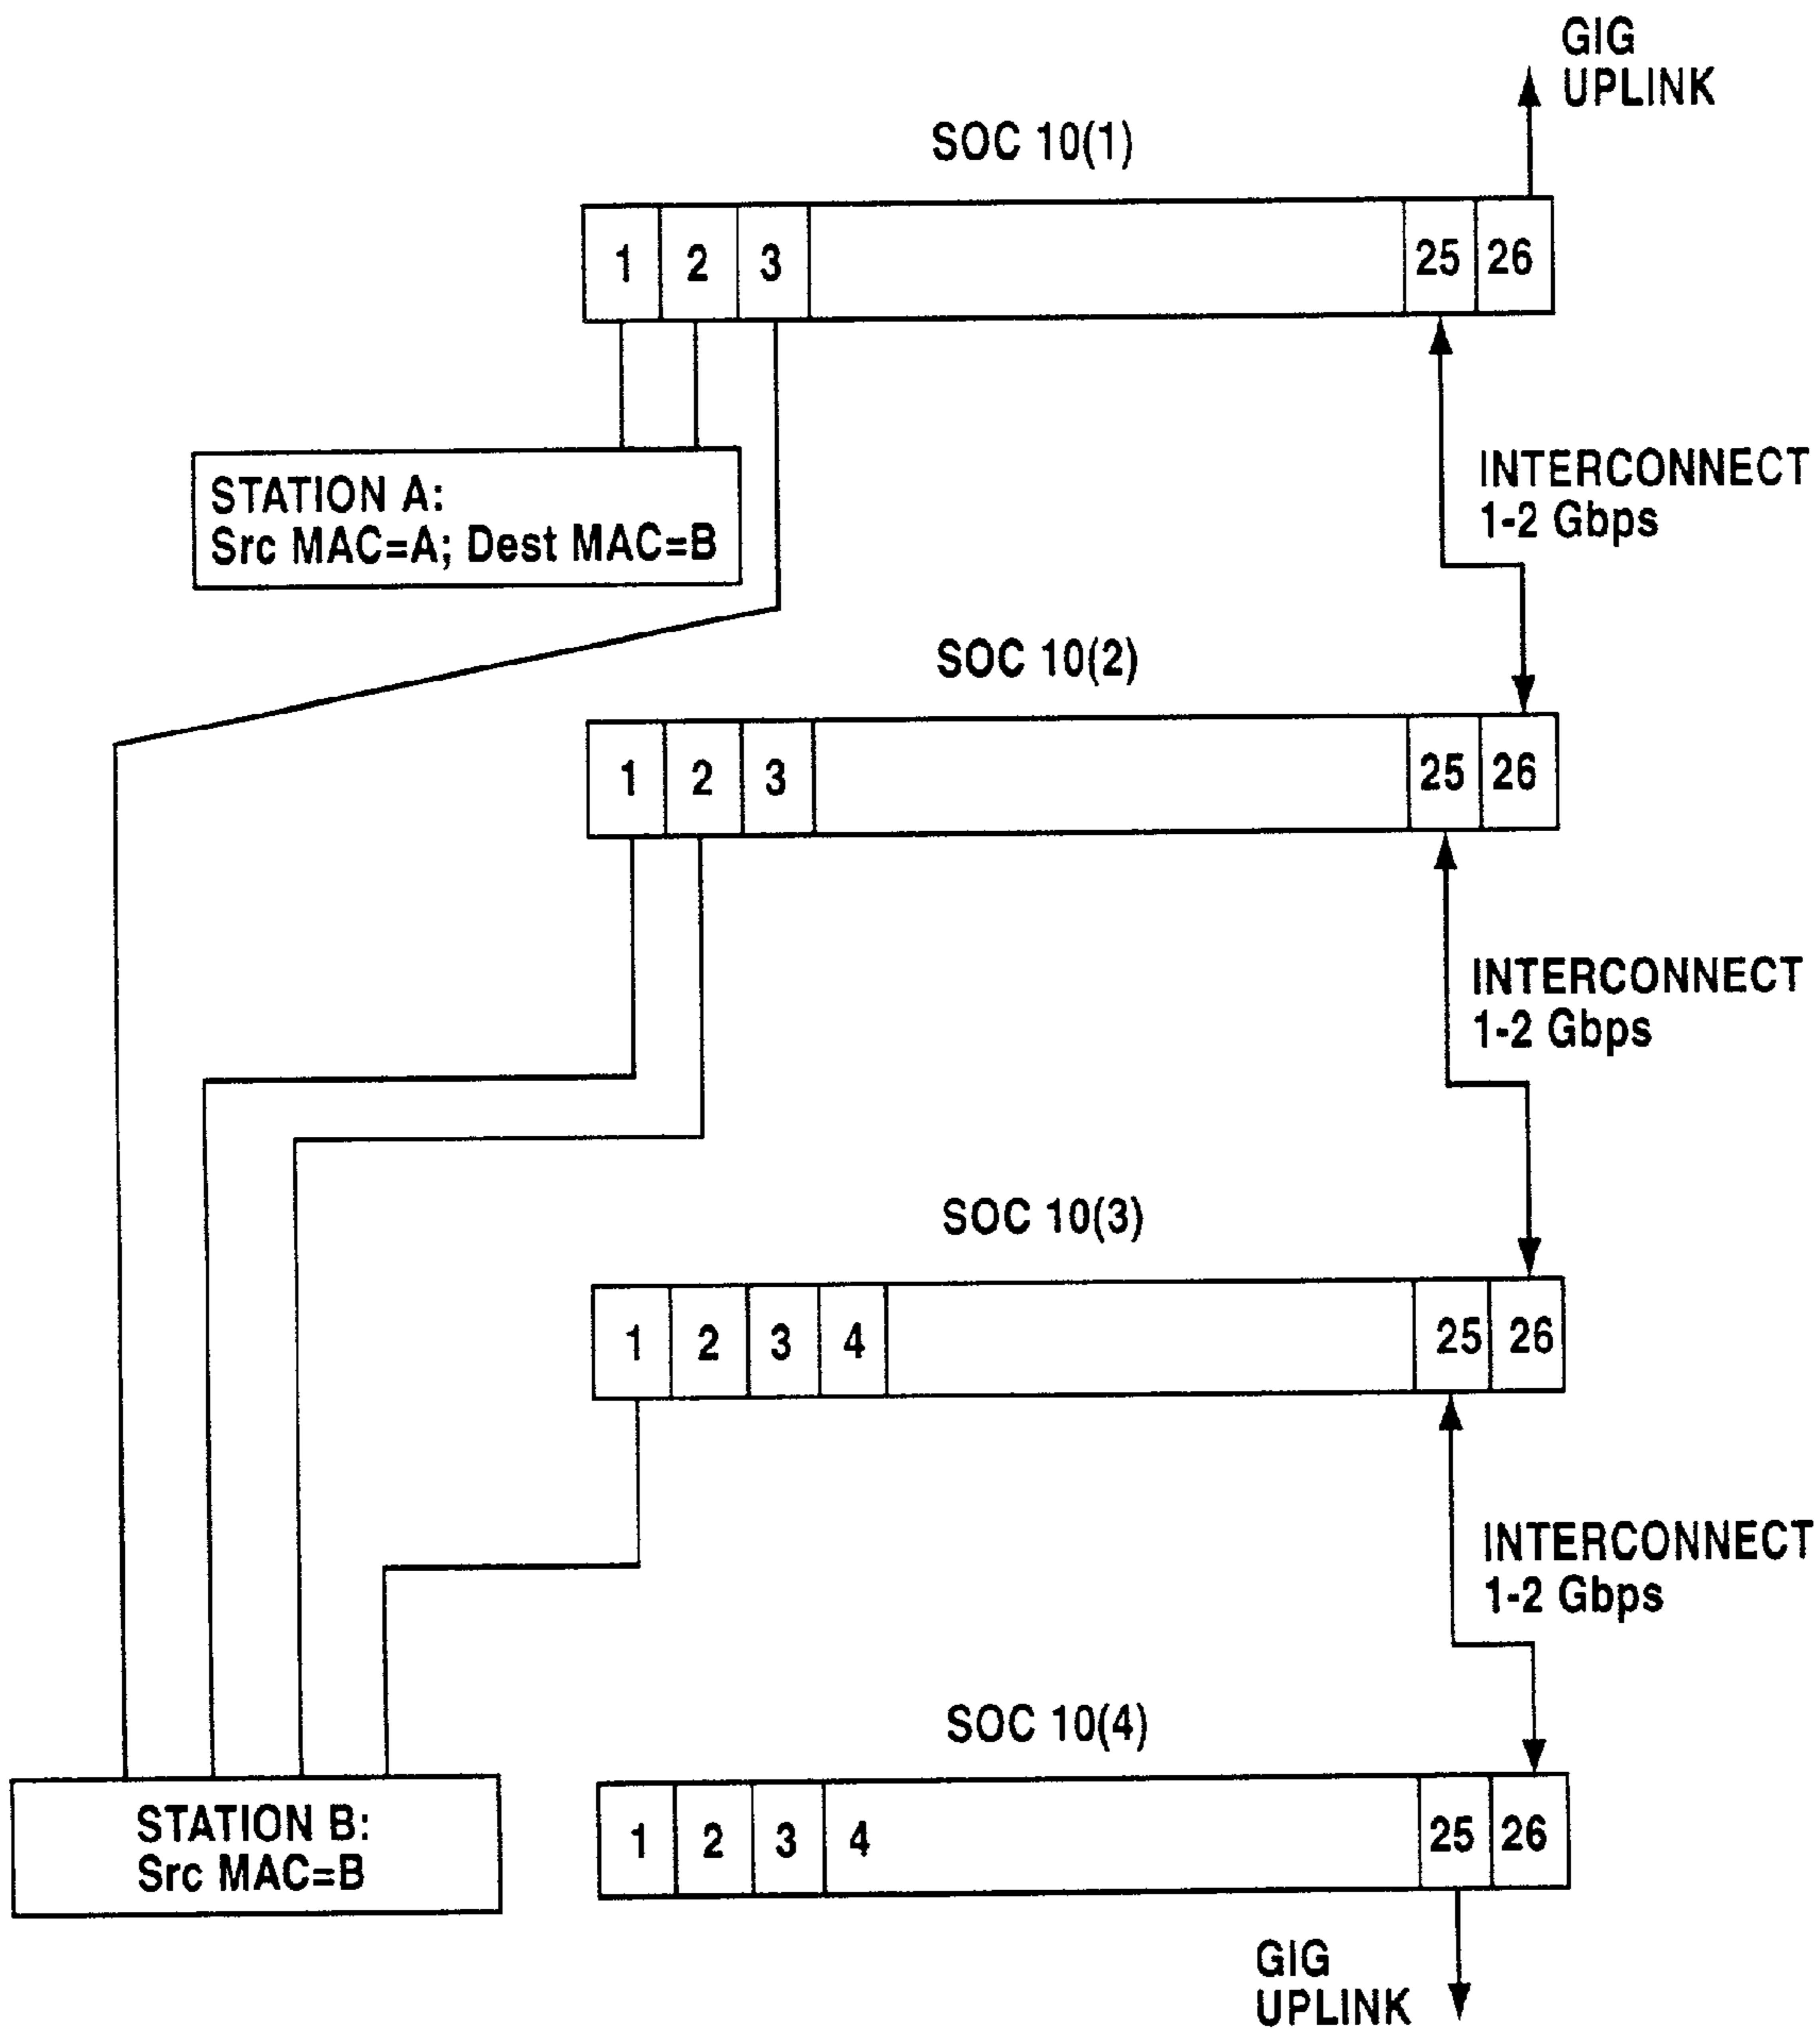 GIG
UPLINK
SOC 10(1)
1 2 3 25 26
INTERCONNECT
1-2 Gbps
STATION A:
Src MAC=A; Dest MAC=B
SOC 10(2)
1 2 3 25 26
INTERCONNECT
1-2 Gbps
SOC 10(3)
1 2 3 4 25 26
INTERCONNECT
1-2 Gbps
SOC 10(4)
1 2 3 4 25 26
STATION B:
Src MAC=B
GIG
UPLINK